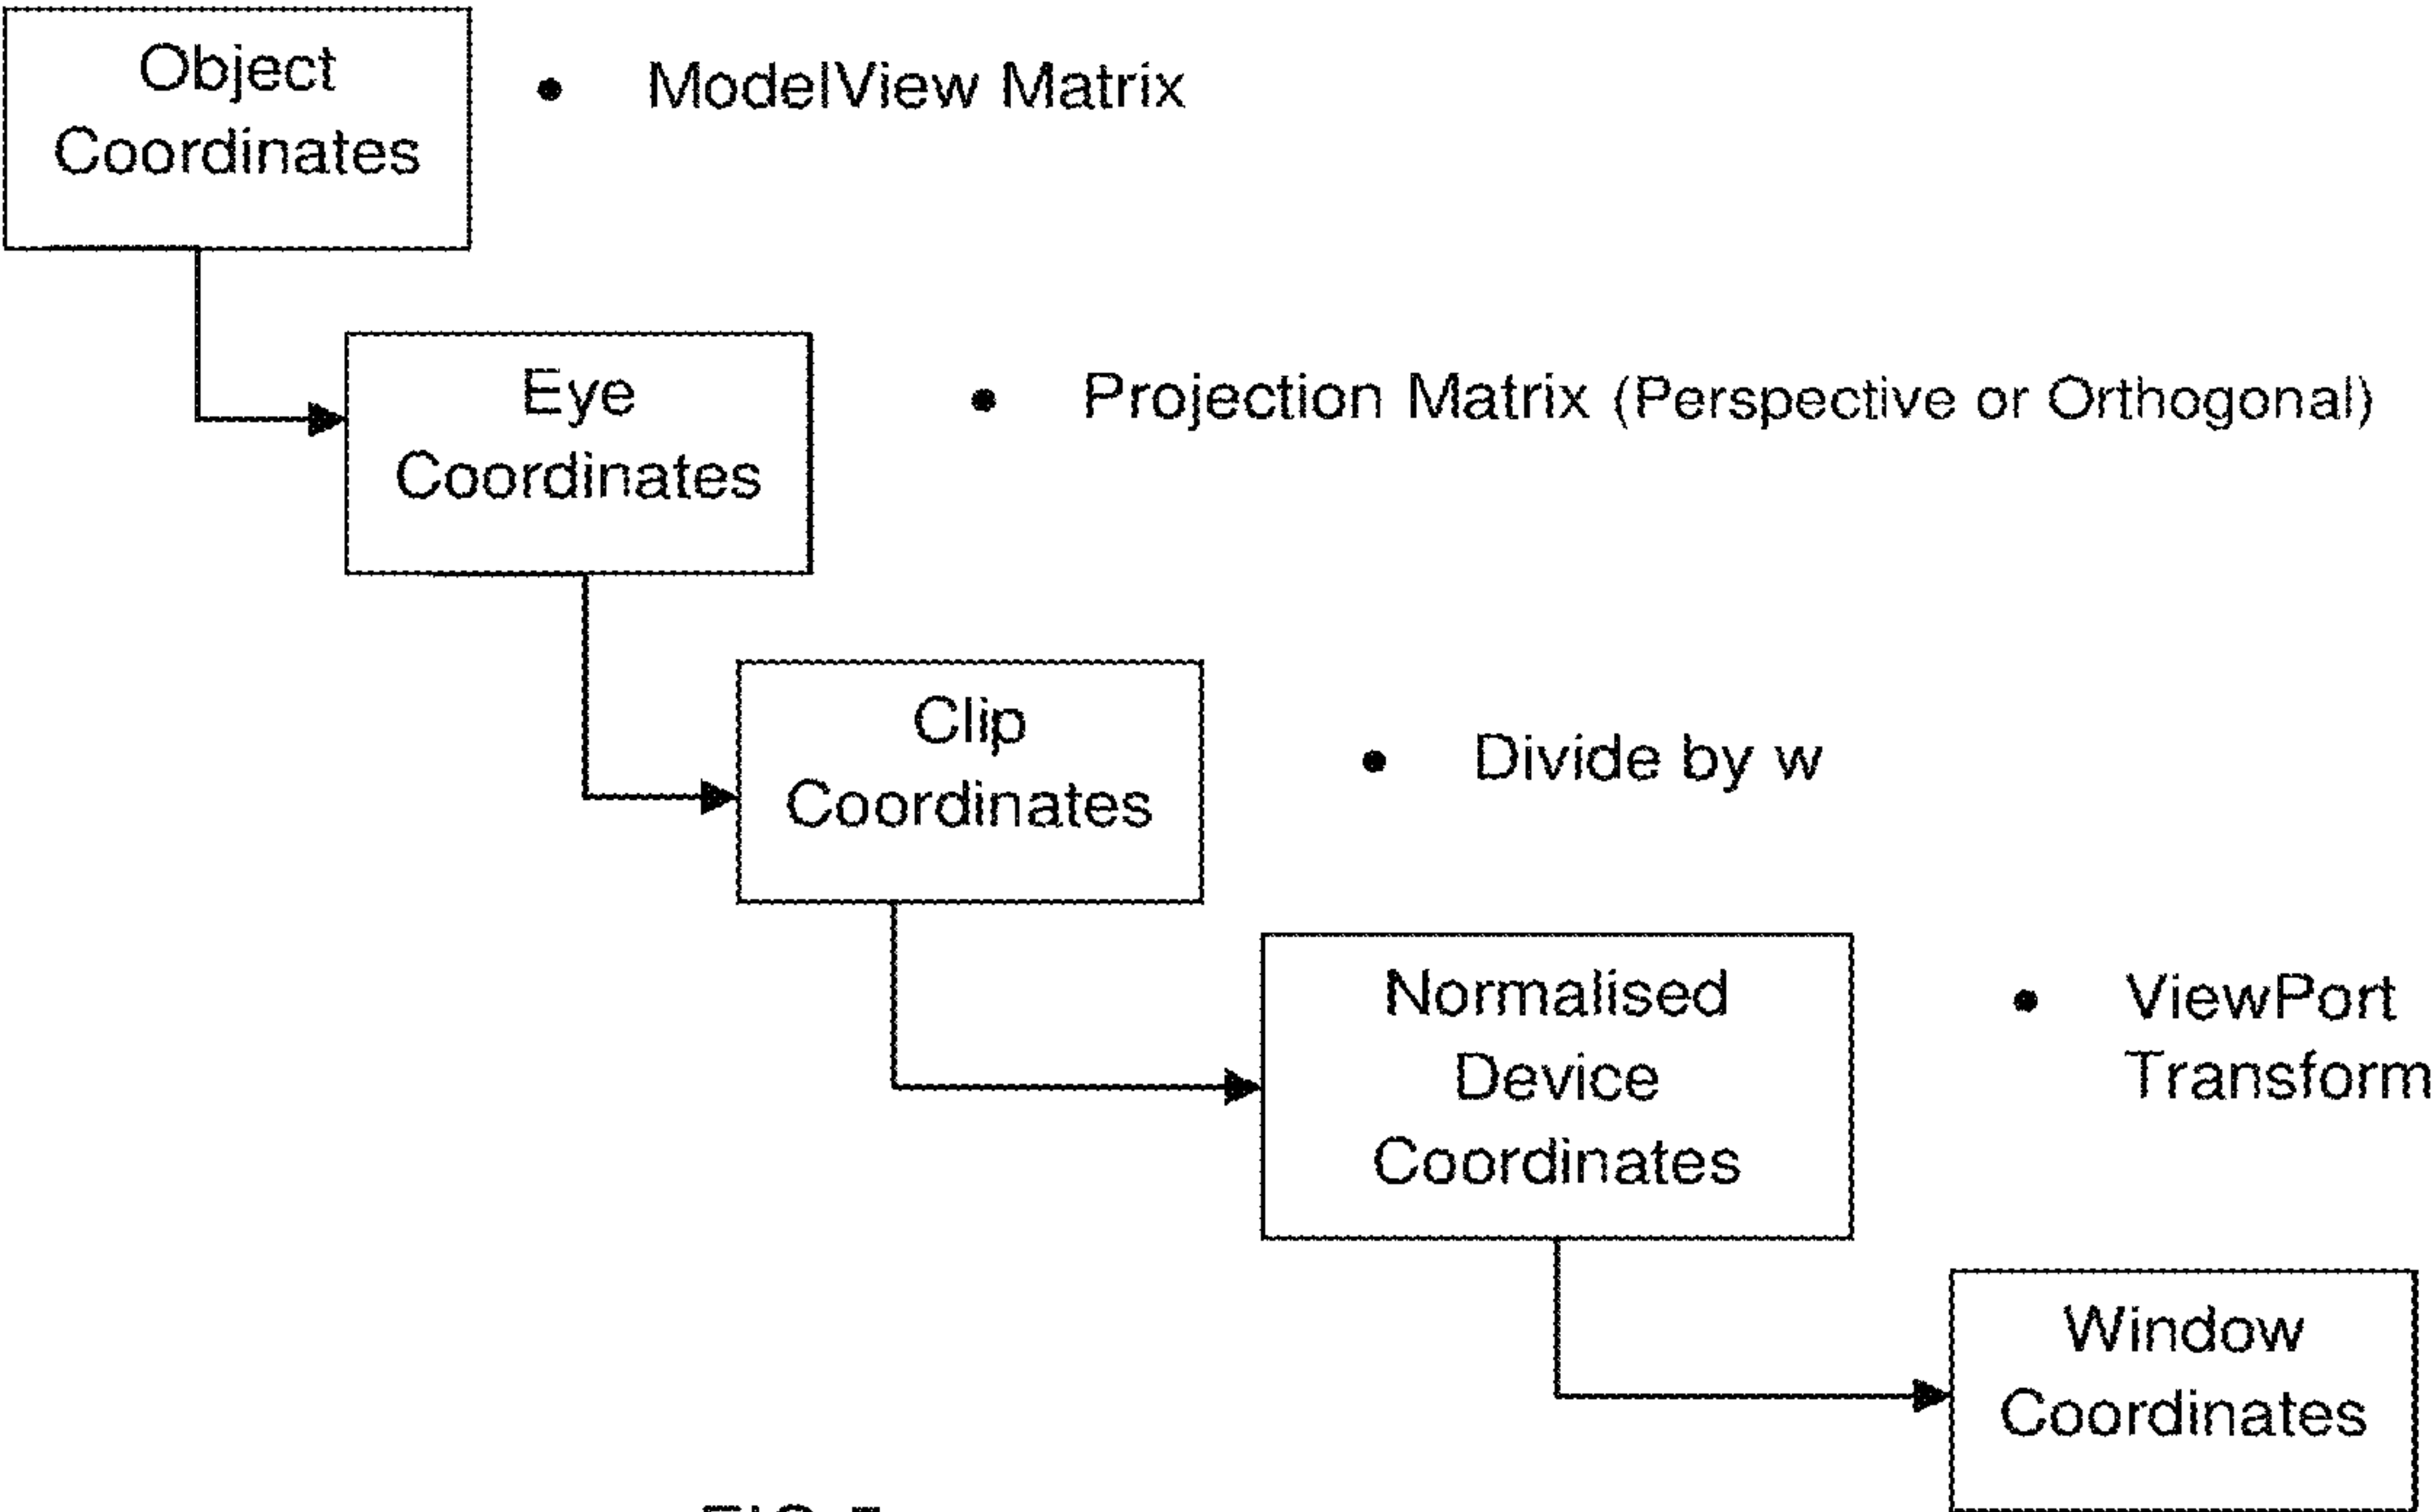 Object
Coordinates
• ModelView Matrix
Eye
Coordinates
• Projection Matrix (Perspective or Orthogonal)
Clip
Coordinates
• Divide by w
Normalised
Device
Coordinates
• ViewPort
Transform
Window
Coordinates